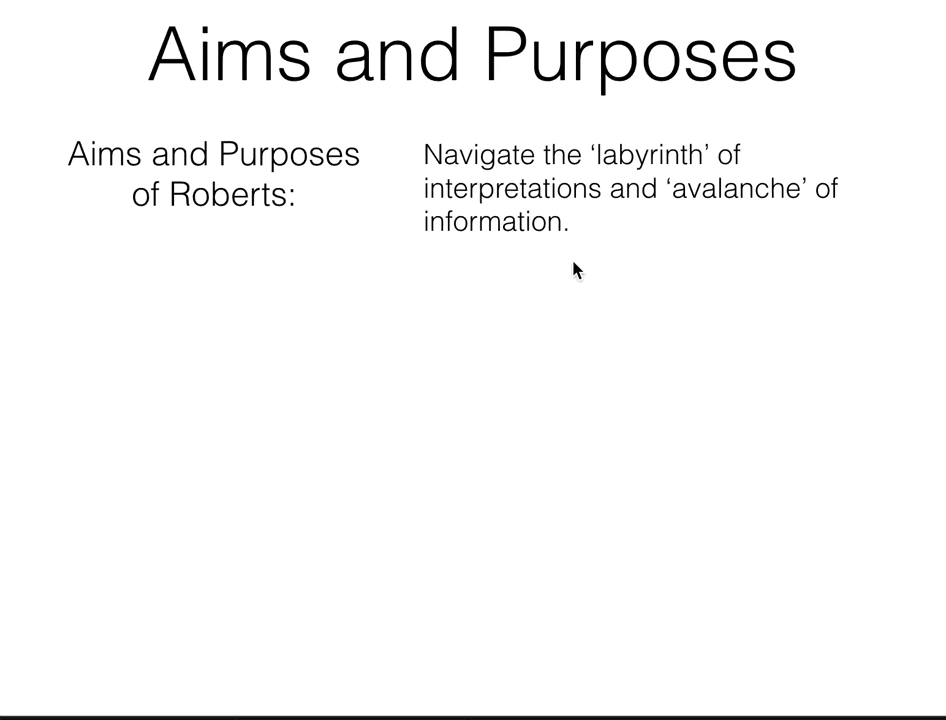 Aims and Purposes
Aims and Purposes
of Roberts:
Navigate the ‘labyrinth’ of
interpretations and ‘avalanche’ of
information.